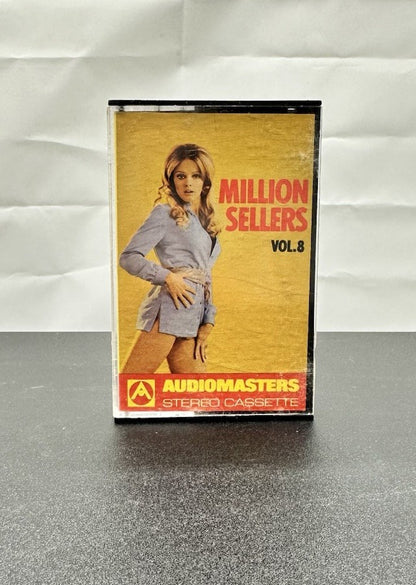 MILLION
SELLERS
VOL.8
A AUDIOMASTERS
STEREO CASSETTE